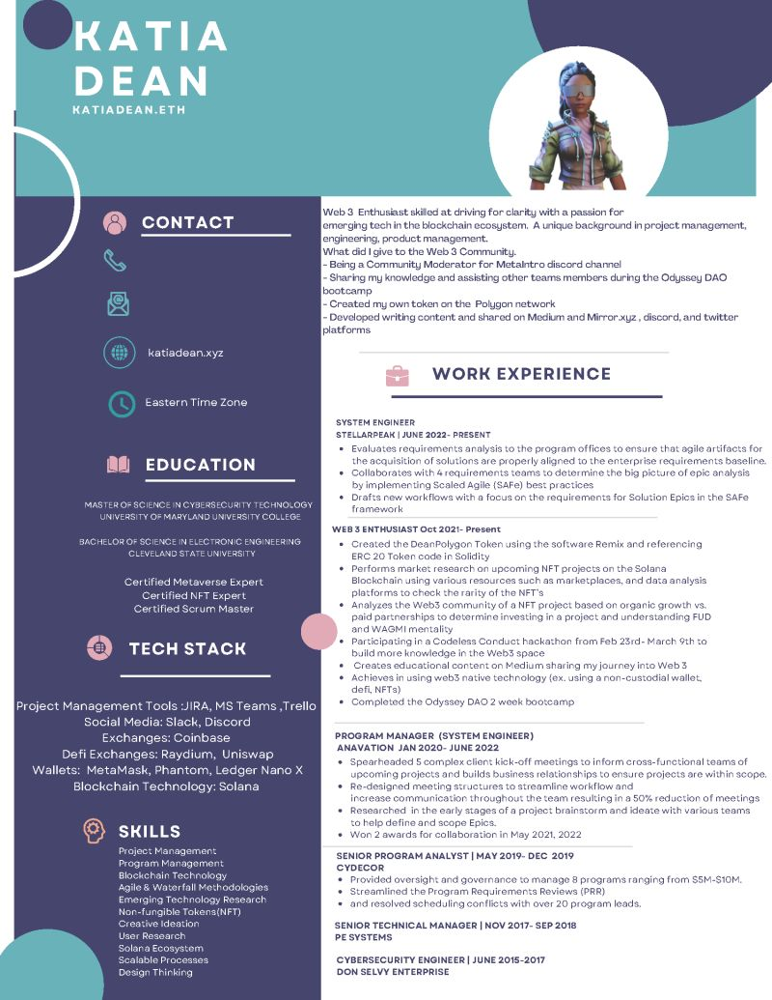 KATIA
DEAN
KATIADEAN.ETH
CONTACT
katiadean.xyz
Eastern Time Zone
EDUCATION
MASTER OF SCIENCE IN CYBERSECURITY TECHNOLOGY
UNIVERSITY OF MARYLAND UNIVERSITY COLLEGE
BACHELOR OF SCIENCE IN ELECTRONIC ENGINEERING
CLEVELAND STATE UNIVERSITY
Certified Metaverse Expert
Certified NFT Expert
Certified Scrum Master
TECH STACK
Project Management Tools :JIRA, MS Teams ,Trello
Social Media: Slack, Discord
Exchanges: Coinbase
Defi Exchanges: Raydium, Uniswap
Wallets: MetaMask, Phantom, Ledger Nano X
Blockchain Technology: Solana
SKILLS
Project Management
Program Management
Blockchain Technology
Agile & Waterfall Methodologies
Emerging Technology Research
Non-fungible Tokens(NFT)
Creative Ideation
User Research
Solana Ecosystem
Scalable Processes
Design Thinking
Web 3 Enthusiast skilled at driving for clarity with a passion for
emerging tech in the blockchain ecosystem. A unique background in project management,
engineering, product management.
What did I give to the Web 3 Community.
- Being a Community Moderator for MetaIntro discord channel
- Sharing my knowledge and assisting other teams members during the Odyssey DAO
bootcamp
- Created my own token on the Polygon network
- Developed writing content and shared on Medium and Mirror.xyz , discord, and twitter
platforms
WORK EXPERIENCE
SYSTEM ENGINEER
STELLARPEAK | JUNE 2022- PRESENT
• Evaluates requirements analysis to the program offices to ensure that agile artifacts for
the acquisition of solutions are properly aligned to the enterprise requirements baseline.
• Collaborates with 4 requirements teams to determine the big picture of epic analysis
by implementing Scaled Agile (SAFe) best practices
• Drafts new workflows with a focus on the requirements for Solution Epics in the SAFe
framework
WEB 3 ENTHUSIAST Oct 2021- Present
• Created the DeanPolygon Token using the software Remix and referencing
ERC 20 Token code in Solidity
• Performs market research on upcoming NFT projects on the Solana
Blockchain using various resources such as marketplaces, and data analysis
platforms to check the rarity of the NFT's
• Analyzes the Web3 community of a NFT project based on organic growth vs.
paid partnerships to determine investing in a project and understanding FUD
and WAGMI mentality
• Participating in a Codeless Conduct hackathon from Feb 23rd- March 9th to
build more knowledge in the Web3 space
• Creates educational content on Medium sharing my journey into Web 3
• Achieves in using web3 native technology (ex. using a non-custodial wallet,
defi, NFTs)
• Completed the Odyssey DAO 2 week bootcamp
PROGRAM MANAGER (SYSTEM ENGINEER)
ANAVATION JAN 2020- JUNE 2022
• Spearheaded 5 complex client kick-off meetings to inform cross-functional teams of
upcoming projects and builds business relationships to ensure projects are within scope.
• Re-designed meeting structures to streamline workflow and
increase communication throughout the team resulting in a 50% reduction of meetings
• Researched in the early stages of a project brainstorm and ideate with various teams
to help define and scope Epics.
• Won 2 awards for collaboration in May 2021, 2022
SENIOR PROGRAM ANALYST | MAY 2019- DEC 2019
CYDECOR
• Provided oversight and governance to manage 8 programs ranging from $5M-$10M.
• Streamlined the Program Requirements Reviews (PRR)
• and resolved scheduling conflicts with over 20 program leads.
SENIOR TECHNICAL MANAGER | NOV 2017- SEP 2018
PE SYSTEMS
CYBERSECURITY ENGINEER | JUNE 2015-2017
DON SELVY ENTERPRISE